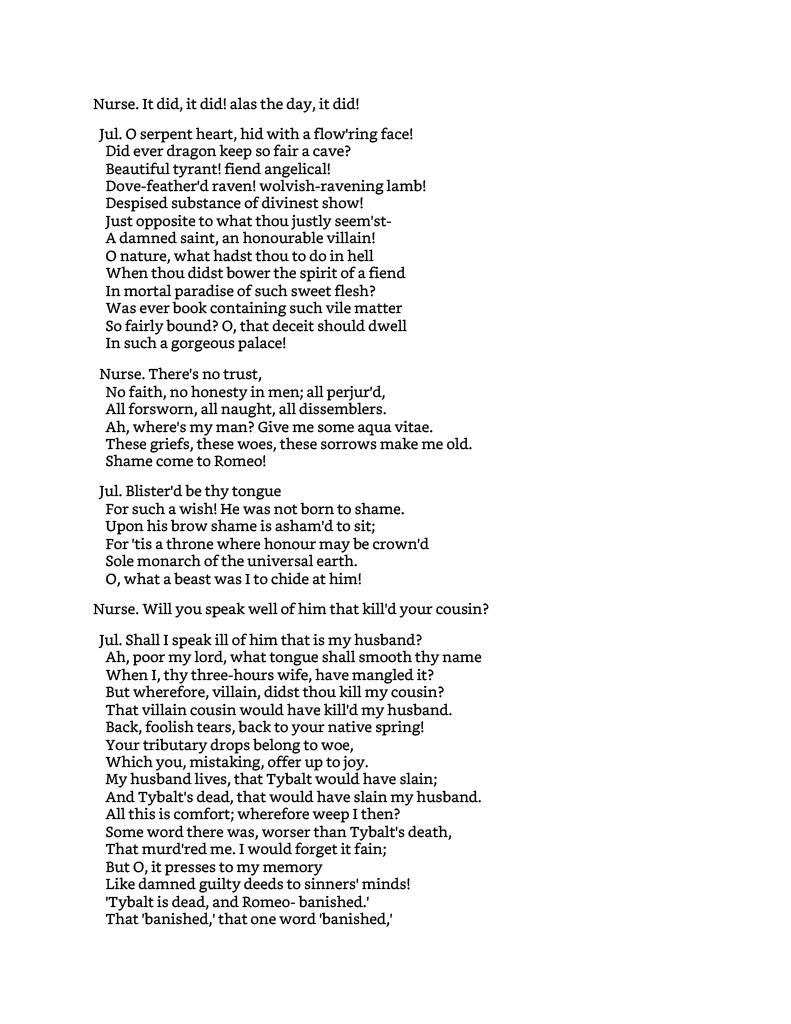 Nurse. It did, it did! alas the day, it did!
Jul. O serpent heart, hid with a flow'ring face!
Did ever dragon keep so fair a cave?
Beautiful tyrant! fiend angelical!
Dove-feather'd raven! wolvish-ravening lamb!
Despised substance of divinest show!
Just opposite to what thou justly seem'st-
A damned saint, an honourable villain!
O nature, what hadst thou to do in hell
When thou didst bower the spirit of a fiend
In mortal paradise of such sweet flesh?
Was ever book containing such vile matter
So fairly bound? O, that deceit should dwell
In such a gorgeous palace!
Nurse. There's no trust,
No faith, no honesty in men; all perjur'd,
All forsworn, all naught, all dissemblers.
Ah, where's my man? Give me some aqua vitae.
These griefs, these woes, these sorrows make me old.
Shame come to Romeo!
Jul. Blister'd be thy tongue
For such a wish! He was not born to shame.
Upon his brow shame is asham'd to sit;
For 'tis a throne where honour may be crown'd
Sole monarch of the universal earth.
O, what a beast was I to chide at him!
Nurse. Will you speak well of him that kill'd your cousin?
Jul. Shall I speak ill of him that is my husband?
Ah, poor my lord, what tongue shall smooth thy name
When I, thy three-hours wife, have mangled it?
But wherefore, villain, didst thou kill my cousin?
That villain cousin would have kill'd my husband.
Back, foolish tears, back to your native spring!
Your tributary drops belong to woe,
Which you, mistaking, offer up to joy.
My husband lives, that Tybalt would have slain;
And Tybalt's dead, that would have slain my husband.
All this is comfort; wherefore weep I then?
Some word there was, worser than Tybalt's death,
That murd'red me. I would forget it fain;
But O, it presses to my memory
Like damned guilty deeds to sinners' minds!
'Tybalt is dead, and Romeo- banished.'
That 'banished,' that one word 'banished,'